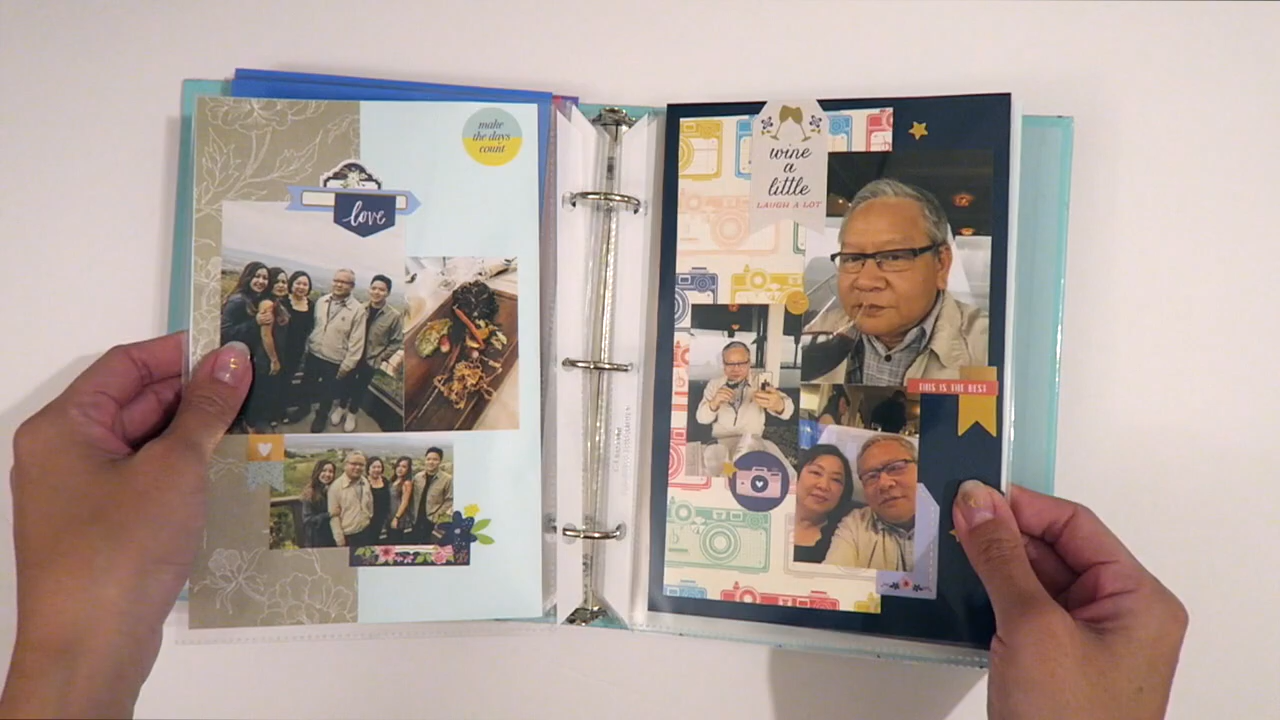 make
the days
count
love
wine
a
little
LAUGH A LOT
THIS IS THE BEST